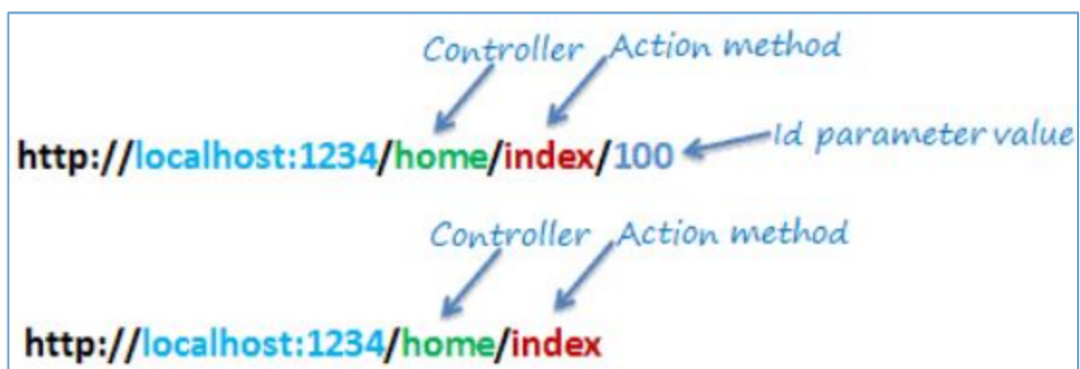 Controller Action method
http://localhost:1234/home/index/100
Id parameter value
Controller Action method
http://localhost:1234/home/index